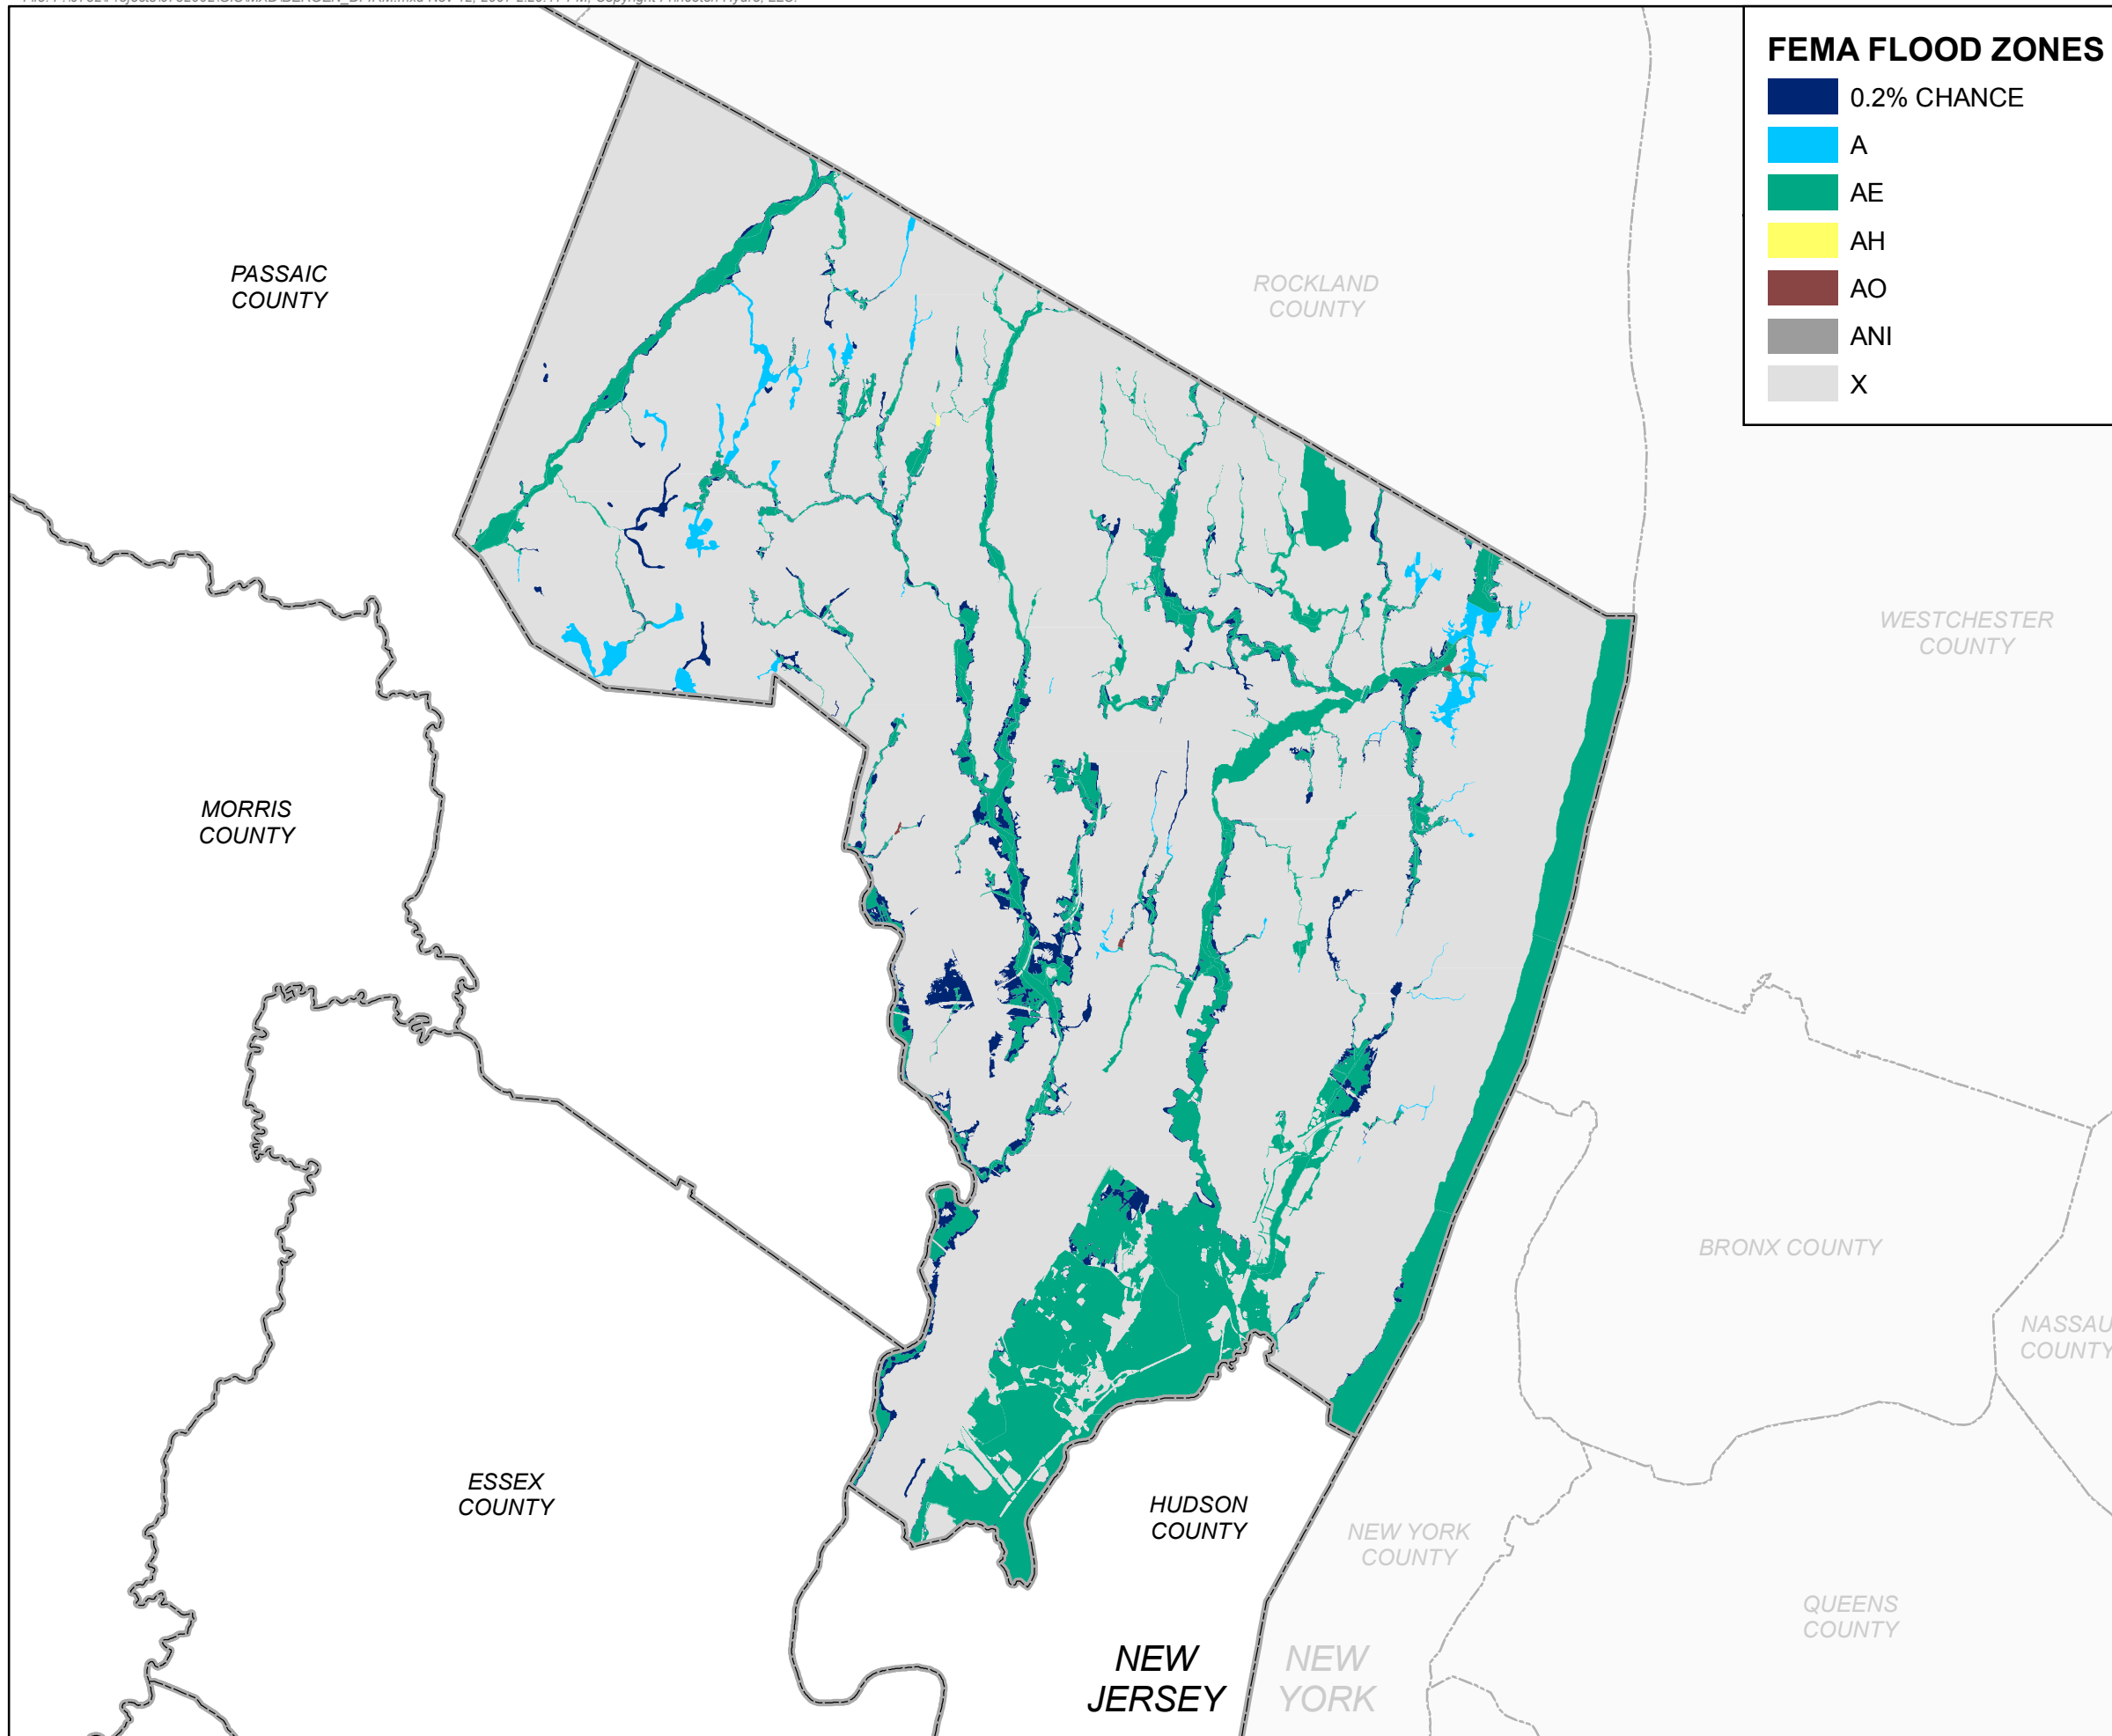 FEMA FLOOD ZONES
0.2% CHANCE
A
AE
AH
AO
ANI
X
PASSAIC
COUNTY
ROCKLAND
COUNTY
WESTCHESTER
COUNTY
MORRIS
COUNTY
BRONX COUNTY
NASSAU
COUNTY
ESSEX
COUNTY
HUDSON
COUNTY
NEW YORK
COUNTY
QUEENS
COUNTY
NEW
JERSEY
NEW
YORK